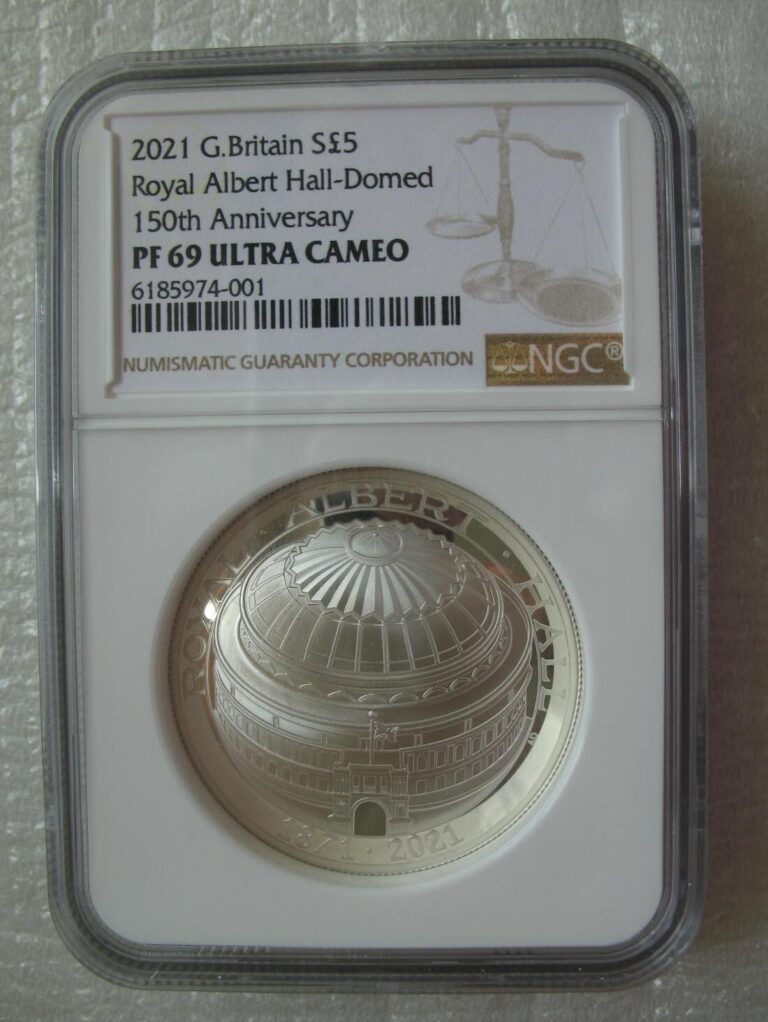 2021 G.Britain S£5
Royal Albert Hall-Domed
150th Anniversary
PF 69 ULTRA CAMEO
6185974-001
NUMISMATIC GUARANTY CORPORATION
NGC®
ROYAL · ALBERT · HALL
1871 · 2021